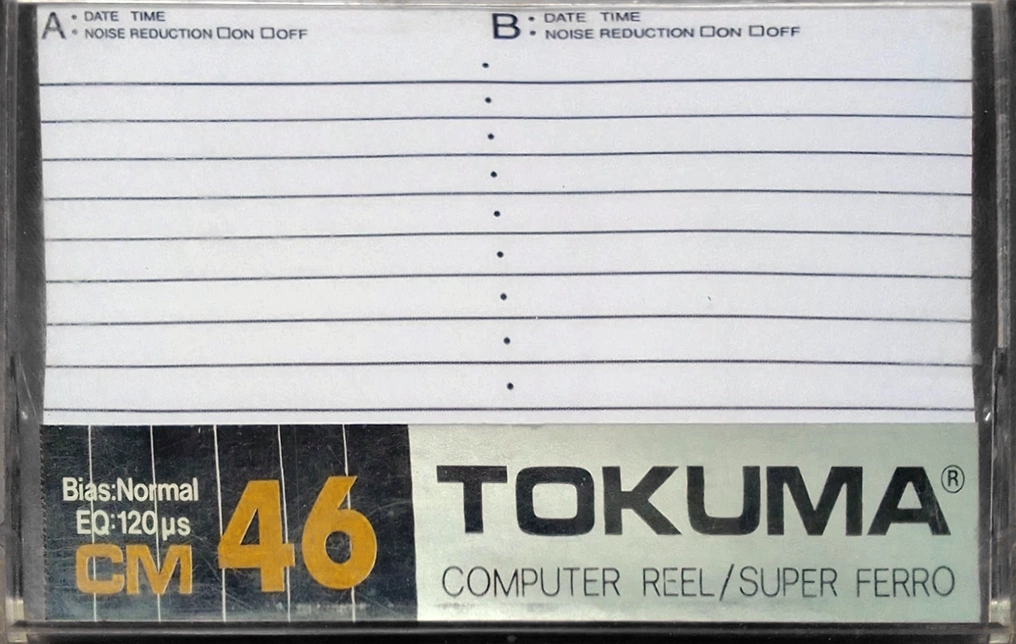 A • DATE TIME
• NOISE REDUCTION ☐ON ☐OFF
B • DATE TIME
• NOISE REDUCTION ☐ON ☐OFF
Bias:Normal
EQ:120µs
CM 46
TOKUMA®
COMPUTER REEL/SUPER FERRO